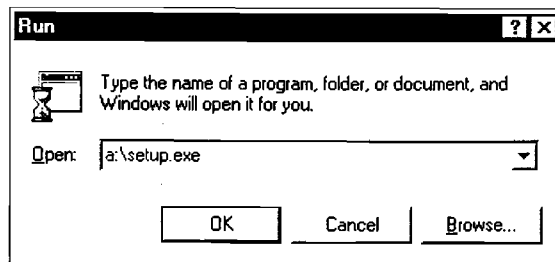 Run
Type the name of a program, folder, or document, and
Windows will open it for you.
Open: a:\setup.exe
OK Cancel Browse...